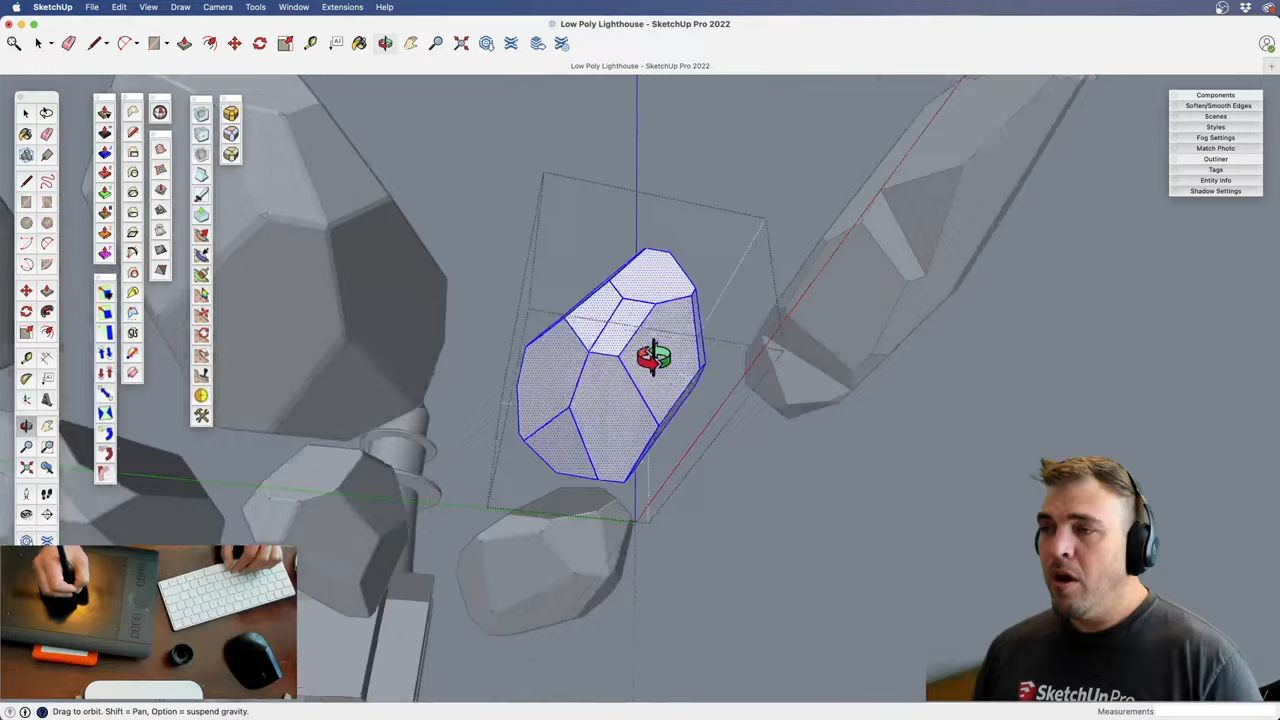 SketchUp File Edit View Draw Camera Tools Window Extensions Help
Low Poly Lighthouse - SketchUp Pro 2022
Low Poly Lighthouse - SketchUp Pro 2022
Components
Soften/Smooth Edges
Scenes
Styles
Fog Settings
Match Photo
Outliner
Tags
Entity Info
Shadow Settings
SketchUp Pro
Drag to orbit. Shift = Pan, Option = suspend gravity.
Measurements